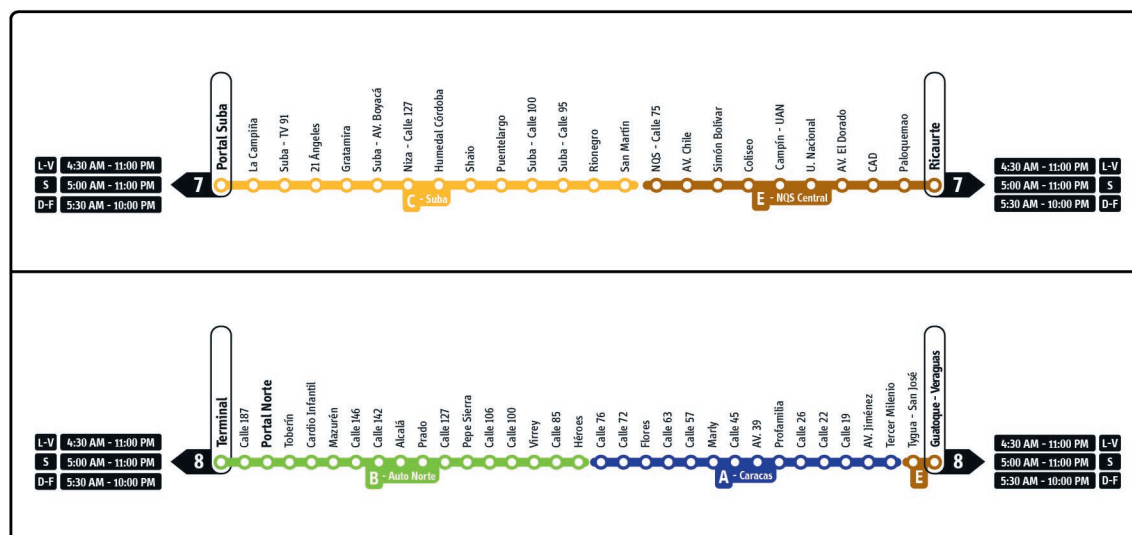 Portal Suba
La Campiña
Suba - TV 91
21 Ángeles
Gratamira
Suba - AV. Boyacá
Niza - Calle 127
Humedal Córdoba
Shaio
Puentelargo
Suba - Calle 100
Suba - Calle 95
Rionegro
San Martín
NQS - Calle 75
AV. Chile
Simón Bolívar
Coliseo
Campín - UAN
U. Nacional
AV. El Dorado
CAD
Paloquemao
Ricaurte
L-V 4:30 AM - 11:00 PM
S 5:00 AM - 11:00 PM
D-F 5:30 AM - 10:00 PM
7
C - Suba
E - NQS Central
7
4:30 AM - 11:00 PM L-V
5:00 AM - 11:00 PM S
5:30 AM - 10:00 PM D-F
Terminal
Calle 187
Portal Norte
Toberín
Cardio Infantil
Mazurén
Calle 146
Calle 142
Alcalá
Prado
Calle 127
Pepe Sierra
Calle 106
Calle 100
Virrey
Calle 85
Héroes
Calle 76
Calle 72
Flores
Calle 63
Calle 57
Marly
Calle 45
AV. 39
Profamilia
Calle 26
Calle 22
Calle 19
AV. Jiménez
Tercer Milenio
Tygua - San José
Guatoque - Veraguas
L-V 4:30 AM - 11:00 PM
S 5:00 AM - 11:00 PM
D-F 5:30 AM - 10:00 PM
8
B - Auto Norte
A - Caracas
E
8
4:30 AM - 11:00 PM L-V
5:00 AM - 11:00 PM S
5:30 AM - 10:00 PM D-F